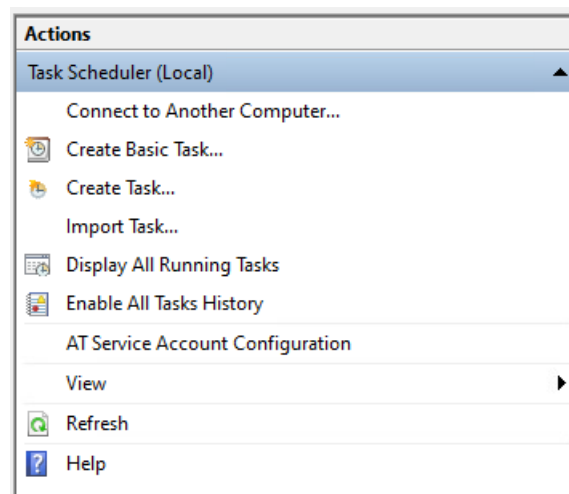 Actions
Task Scheduler (Local)
Connect to Another Computer...
Create Basic Task...
Create Task...
Import Task...
Display All Running Tasks
Enable All Tasks History
AT Service Account Configuration
View
Refresh
Help